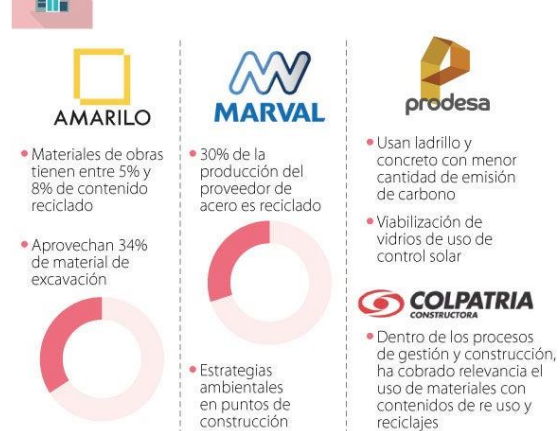 AMARILO
• Materiales de obras
tienen entre 5% y
8% de contenido
reciclado
• Aprovechan 34%
de material de
excavación
MARVAL
• 30% de la
producción del
proveedor de
acero es reciclado
• Estrategias
ambientales
en puntos de
construcción
prodesa
• Usan ladrillo y
concreto con menor
cantidad de emisión
de carbono
• Viabilización de
vidrios de uso de
control solar
COLPATRIA
CONSTRUCTORA
• Dentro de los procesos
de gestión y construcción,
ha cobrado relevancia el
uso de materiales con
contenidos de re uso y
reciclajes